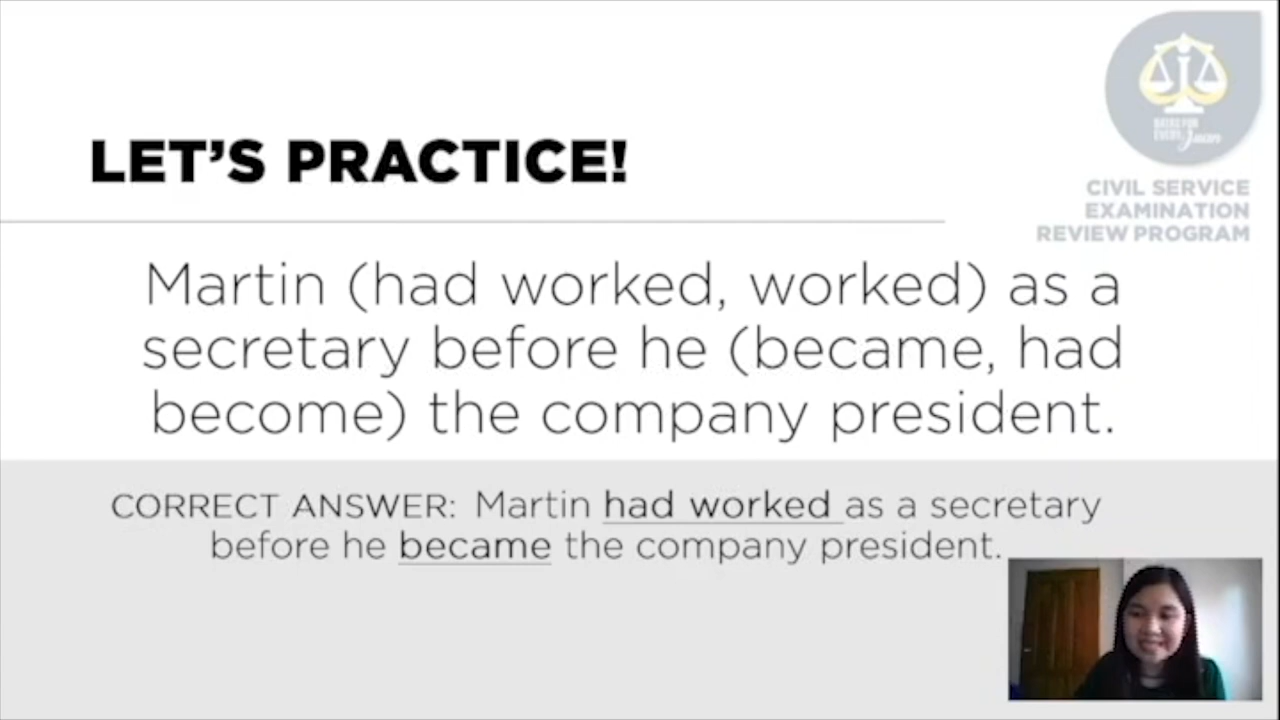 LET'S PRACTICE!
CIVIL SERVICE
EXAMINATION
REVIEW PROGRAM
Martin (had worked, worked) as a
secretary before he (became, had
become) the company president.
CORRECT ANSWER: Martin had worked as a secretary
before he became the company president.